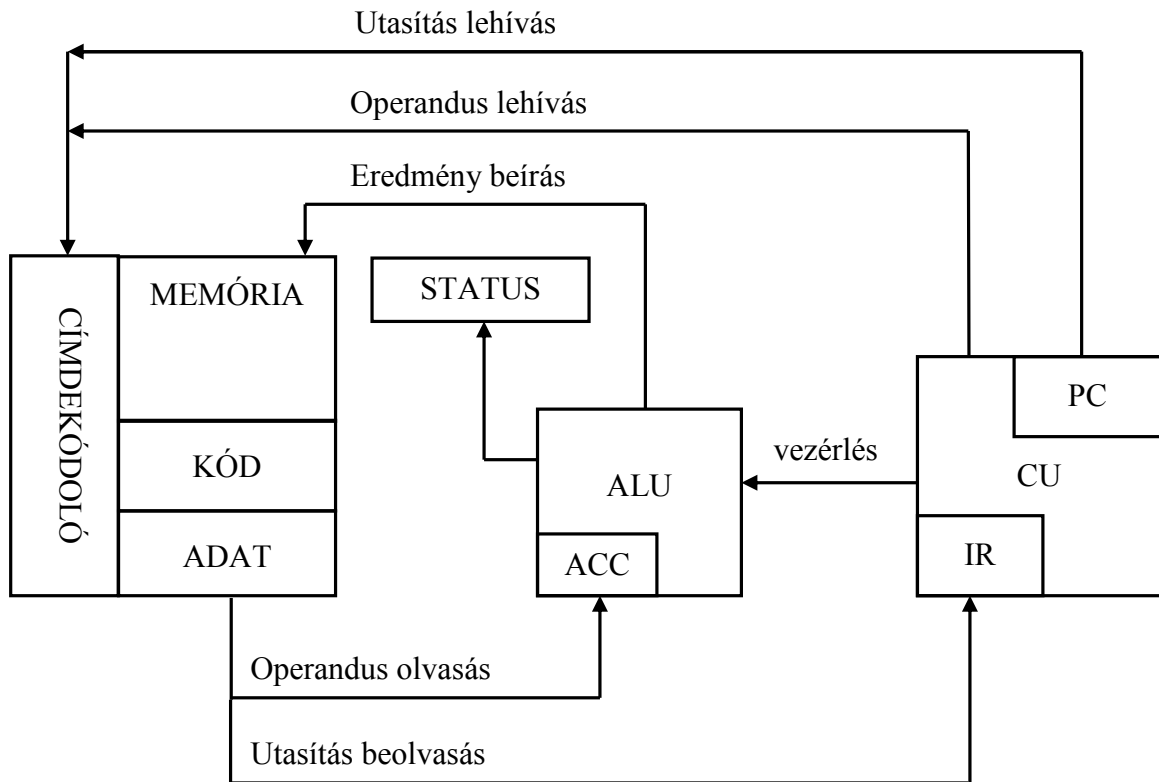 Utasítás lehívás
Operandus lehívás
Eredmény beírás
CÍMDEKÓDOLÓ
MEMÓRIA
STATUS
PC
KÓD
ALU
vezérlés
CU
ADAT
ACC
IR
Operandus olvasás
Utasítás beolvasás